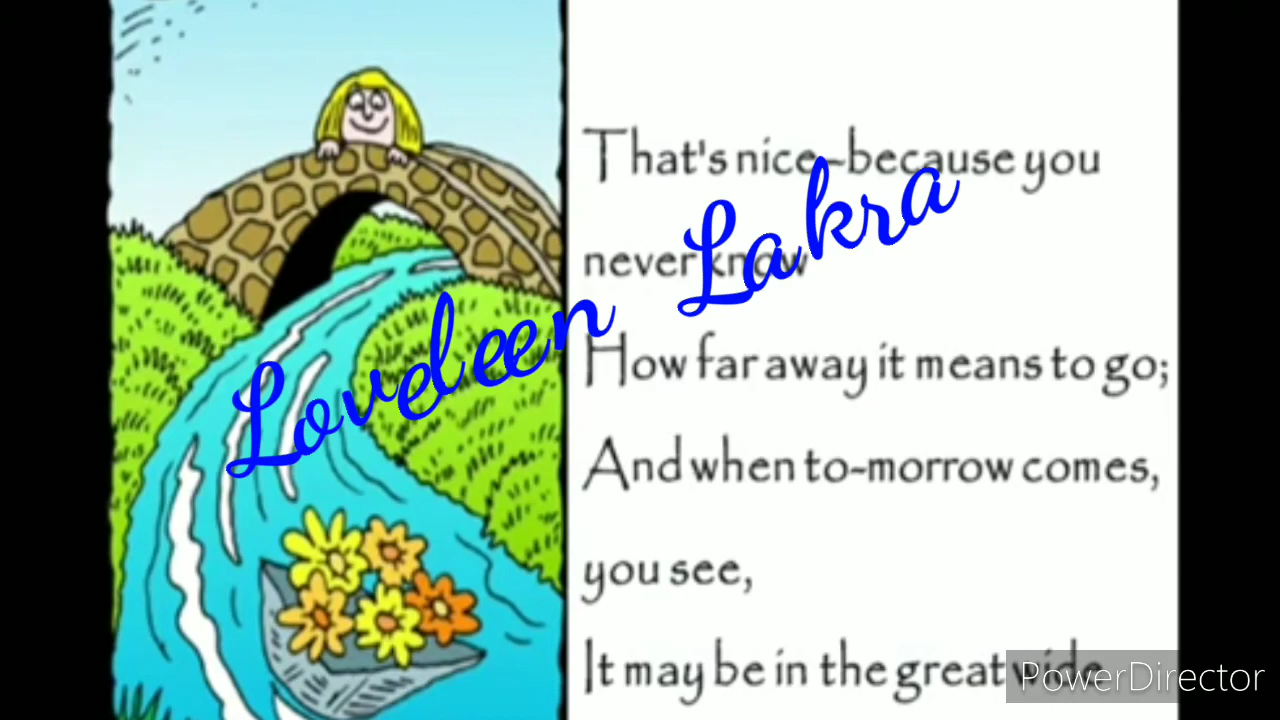 That's nice-because you
never know
How far away it means to go;
And when to-morrow comes,
you see,
It may be in the great wide
Loveleen Lakra
PowerDirector